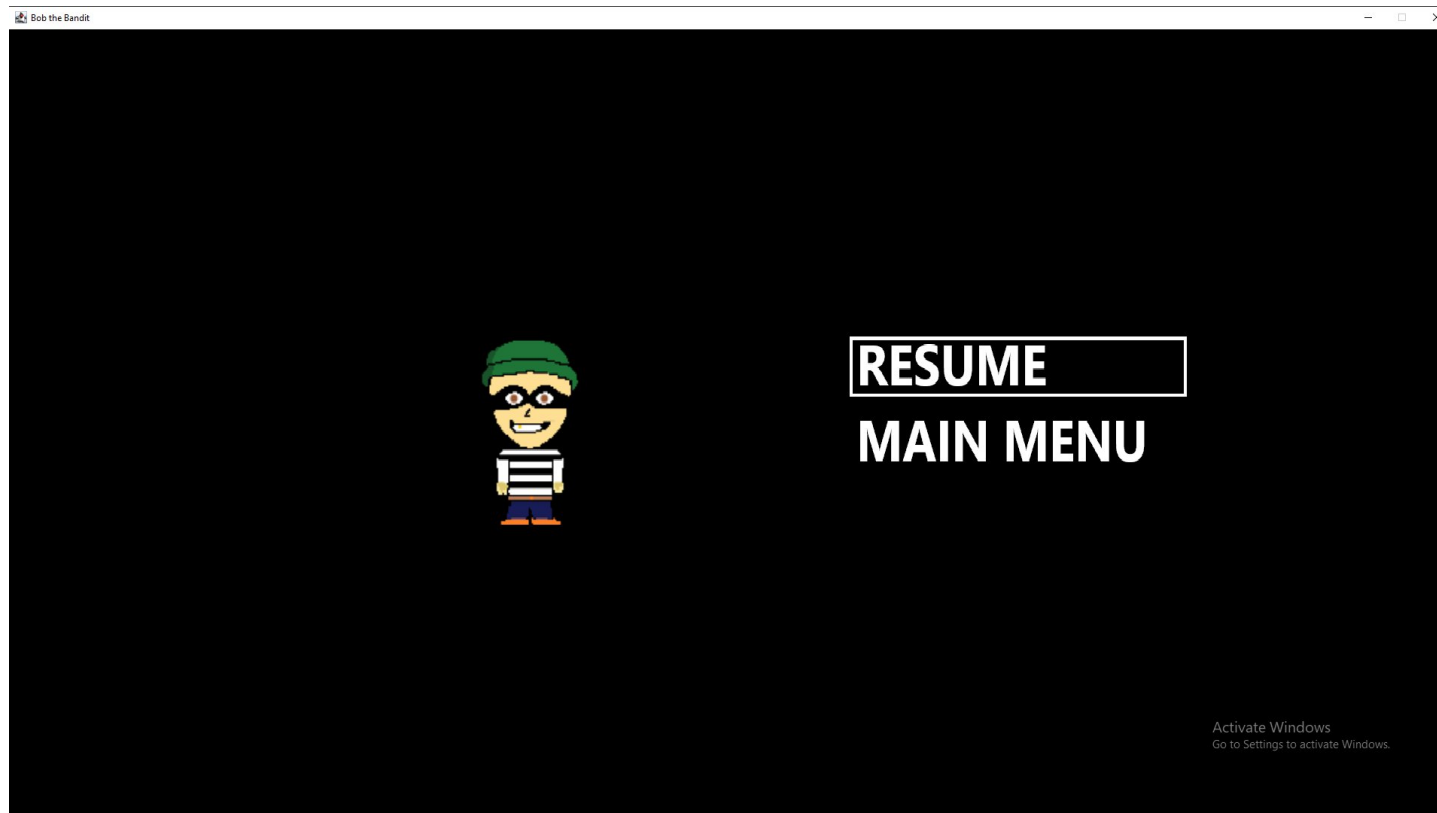 Bob the Bandit
RESUME
MAIN MENU
Activate Windows
Go to Settings to activate Windows.